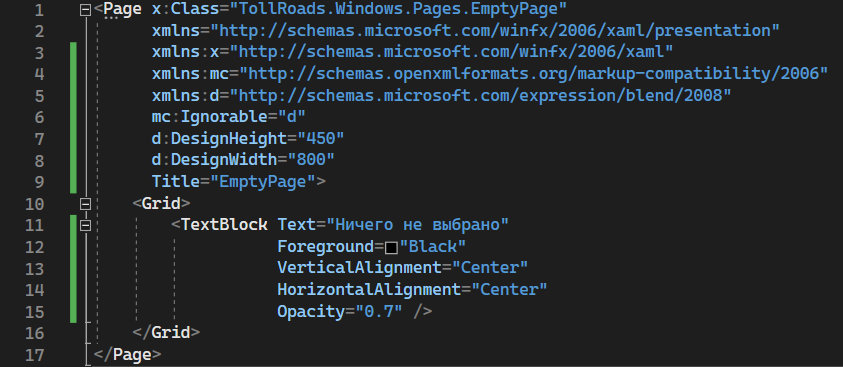 1 <Page x:Class="TollRoads.Windows.Pages.EmptyPage"
2 xmlns="http://schemas.microsoft.com/winfx/2006/xaml/presentation"
3 xmlns:x="http://schemas.microsoft.com/winfx/2006/xaml"
4 xmlns:mc="http://schemas.openxmlformats.org/markup-compatibility/2006"
5 xmlns:d="http://schemas.microsoft.com/expression/blend/2008"
6 mc:Ignorable="d"
7 d:DesignHeight="450"
8 d:DesignWidth="800"
9 Title="EmptyPage">
10 <Grid>
11 <TextBlock Text="Ничего не выбрано"
12 Foreground="Black"
13 VerticalAlignment="Center"
14 HorizontalAlignment="Center"
15 Opacity="0.7" />
16 </Grid>
17 </Page>